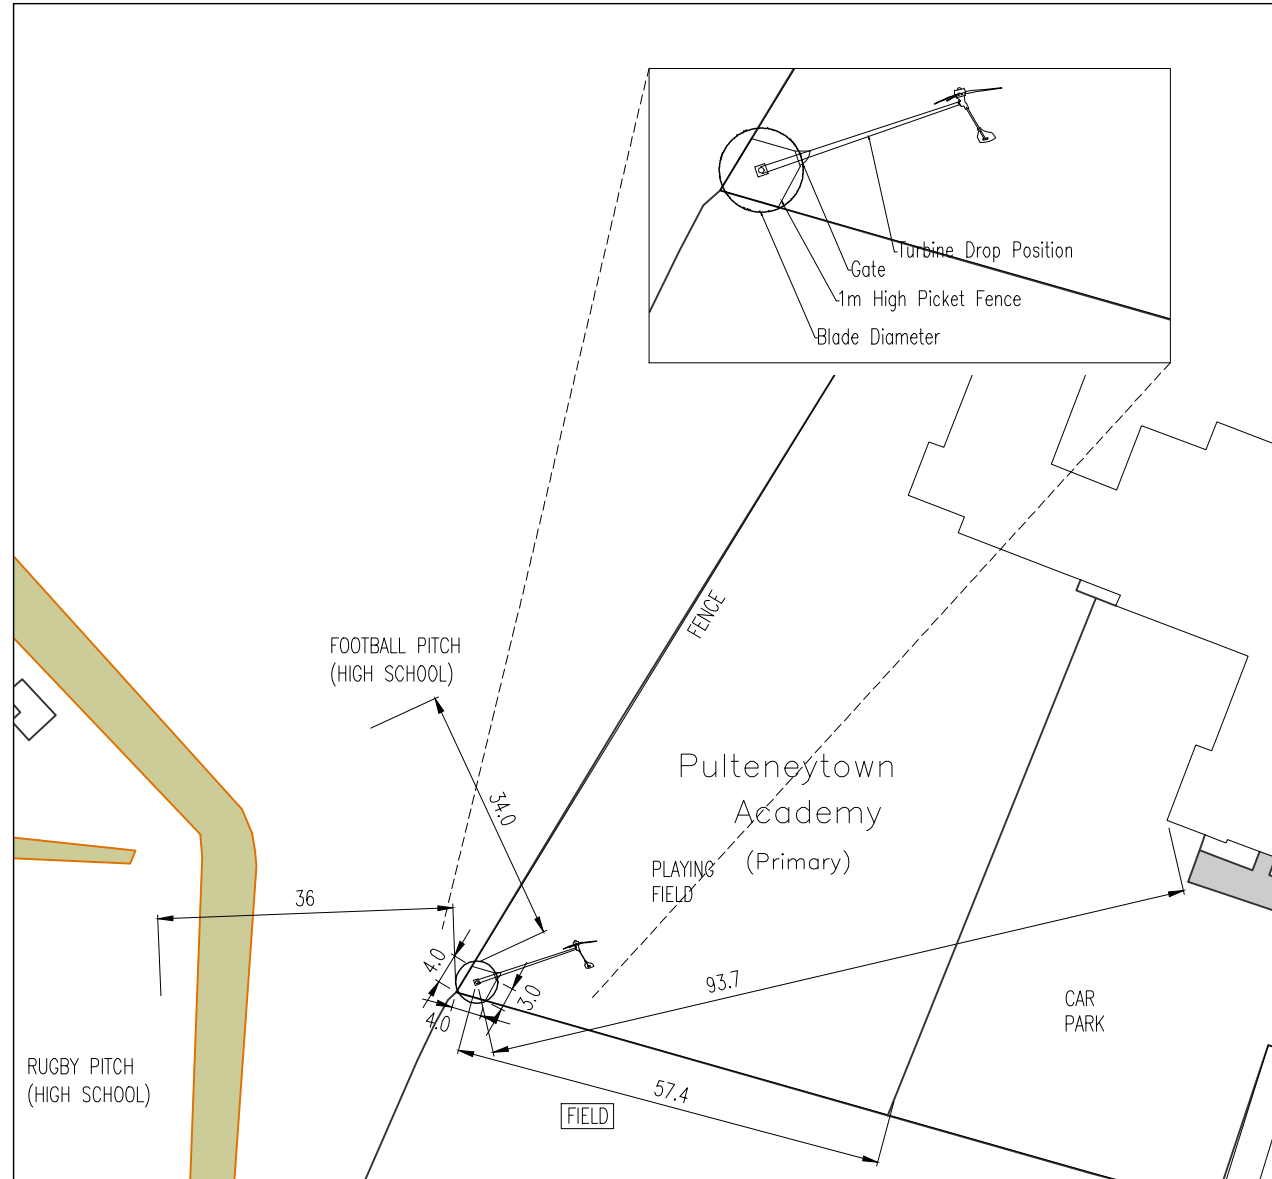 Turbine Drop Position
Gate
1m High Picket Fence
Blade Diameter
FENCE
FOOTBALL PITCH
(HIGH SCHOOL)
34.0
Pulteneytown
Academy
(Primary)
PLAYING
FIELD
36
4.0
3.0
4.0
93.7
CAR
PARK
RUGBY PITCH
(HIGH SCHOOL)
57.4
FIELD